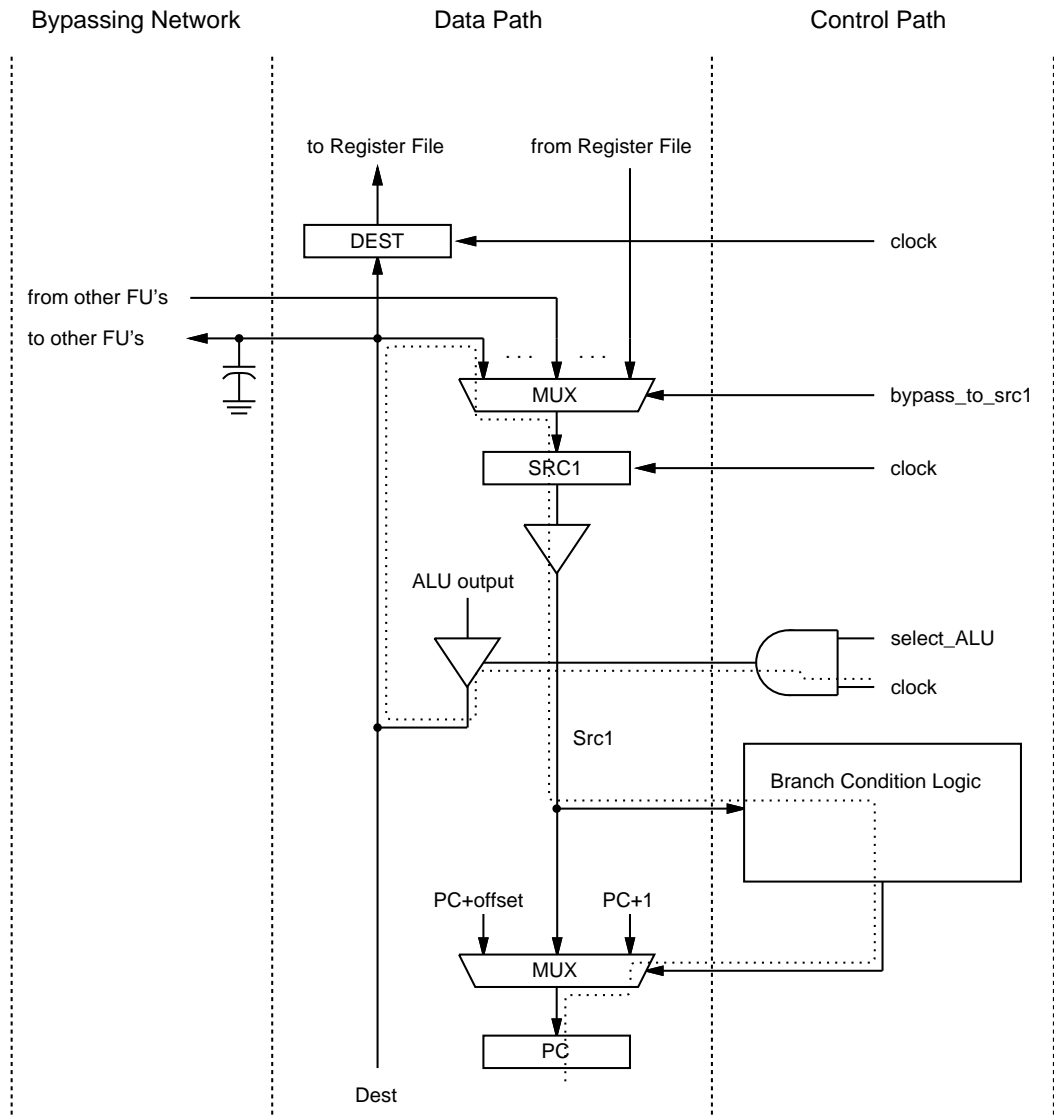 Bypassing Network
Data Path
Control Path
to Register File
from Register File
DEST
clock
from other FU's
to other FU's
. . .
. . .
MUX
bypass_to_src1
SRC1
clock
ALU output
select_ALU
clock
Src1
Branch Condition Logic
PC+offset
PC+1
MUX
PC
Dest